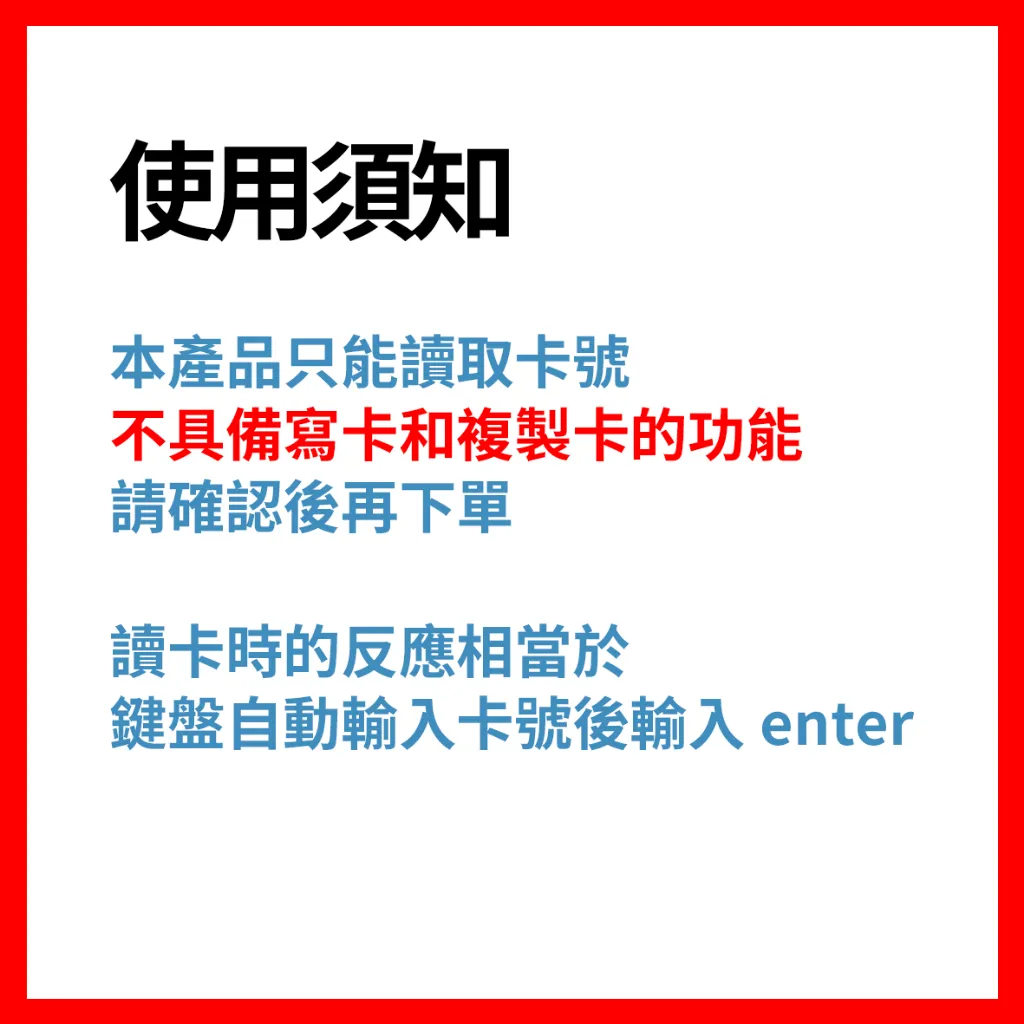 使用須知
本產品只能讀取卡號
不具備寫卡和複製卡的功能
請確認後再下單
讀卡時的反應相當於
鍵盤自動輸入卡號後輸入 enter